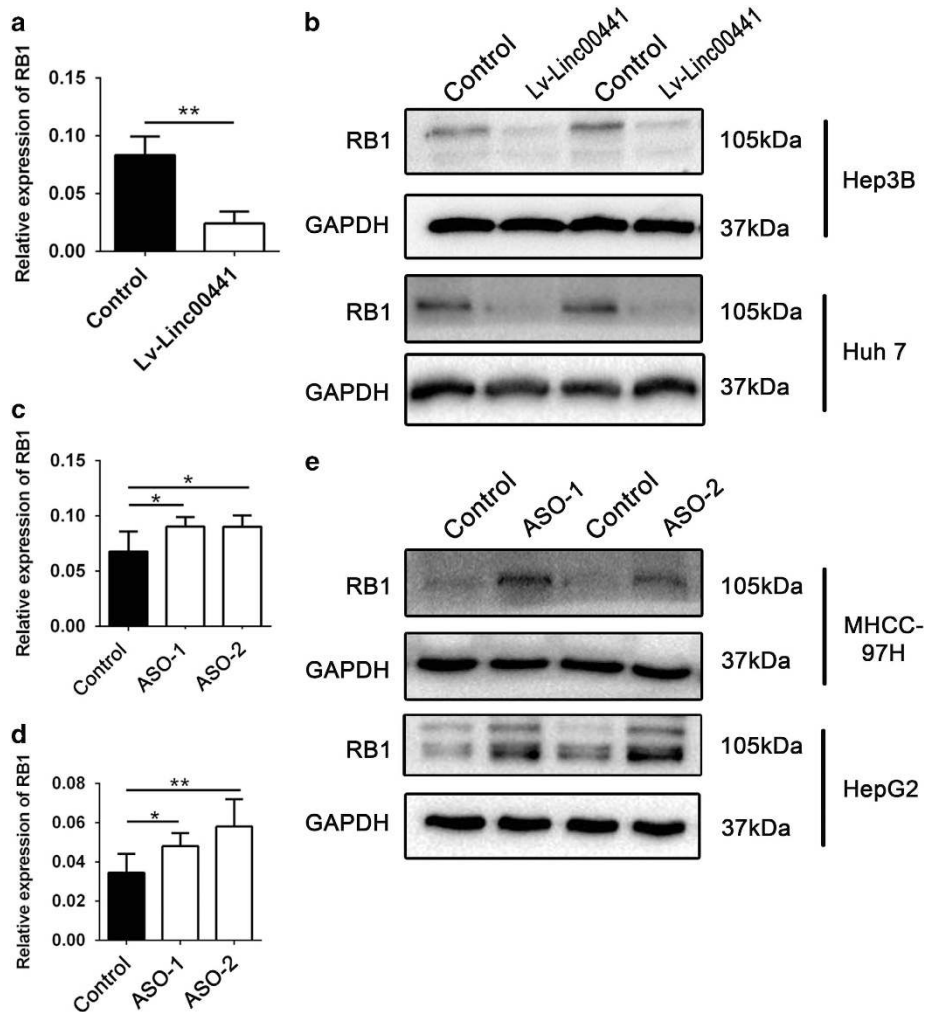 a
Relative expression of RB1
0.15
0.10
0.05
0.00
**
Control
Lv-Linc00441
b
Control
Lv-Linc00441
Control
Lv-Linc00441
RB1
105kDa
GAPDH
37kDa
Hep3B
RB1
105kDa
GAPDH
37kDa
Huh 7
c
Relative expression of RB1
0.15
0.10
0.05
0.00
*
*
Control
ASO-1
ASO-2
d
Relative expression of RB1
0.08
0.06
0.04
0.02
0.00
**
*
Control
ASO-1
ASO-2
e
Control
ASO-1
Control
ASO-2
RB1
105kDa
GAPDH
37kDa
MHCC-
97H
RB1
105kDa
GAPDH
37kDa
HepG2